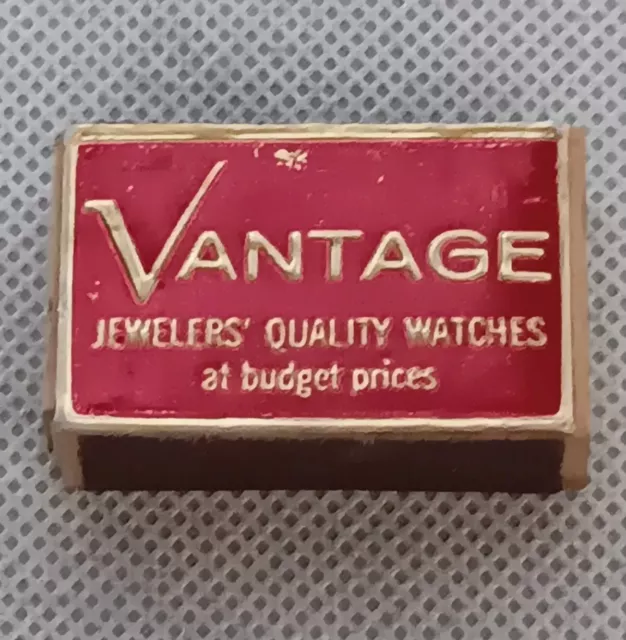 VANTAGE
JEWELERS' QUALITY WATCHES
at budget prices